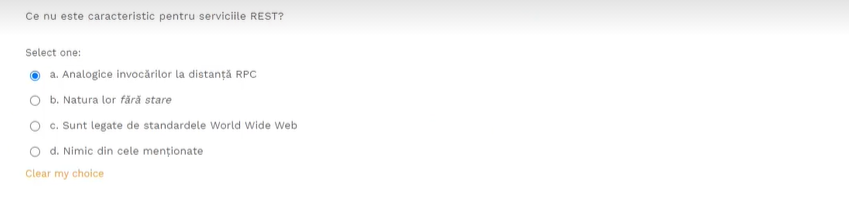 Ce nu este caracteristic pentru serviciile REST?
Select one:
a. Analogice invocărilor la distanță RPC
b. Natura lor fără stare
c. Sunt legate de standardele World Wide Web
d. Nimic din cele menționate
Clear my choice